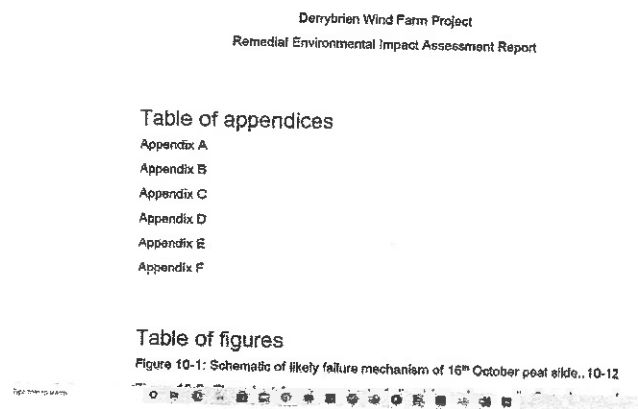 Derrybrien Wind Farm Project
Remedial Environmental Impact Assessment Report
Table of appendices
Appendix A
Appendix B
Appendix C
Appendix D
Appendix E
Appendix F
Table of figures
Figure 10-1: Schematic of likely failure mechanism of 16th October peat slide.. 10-12